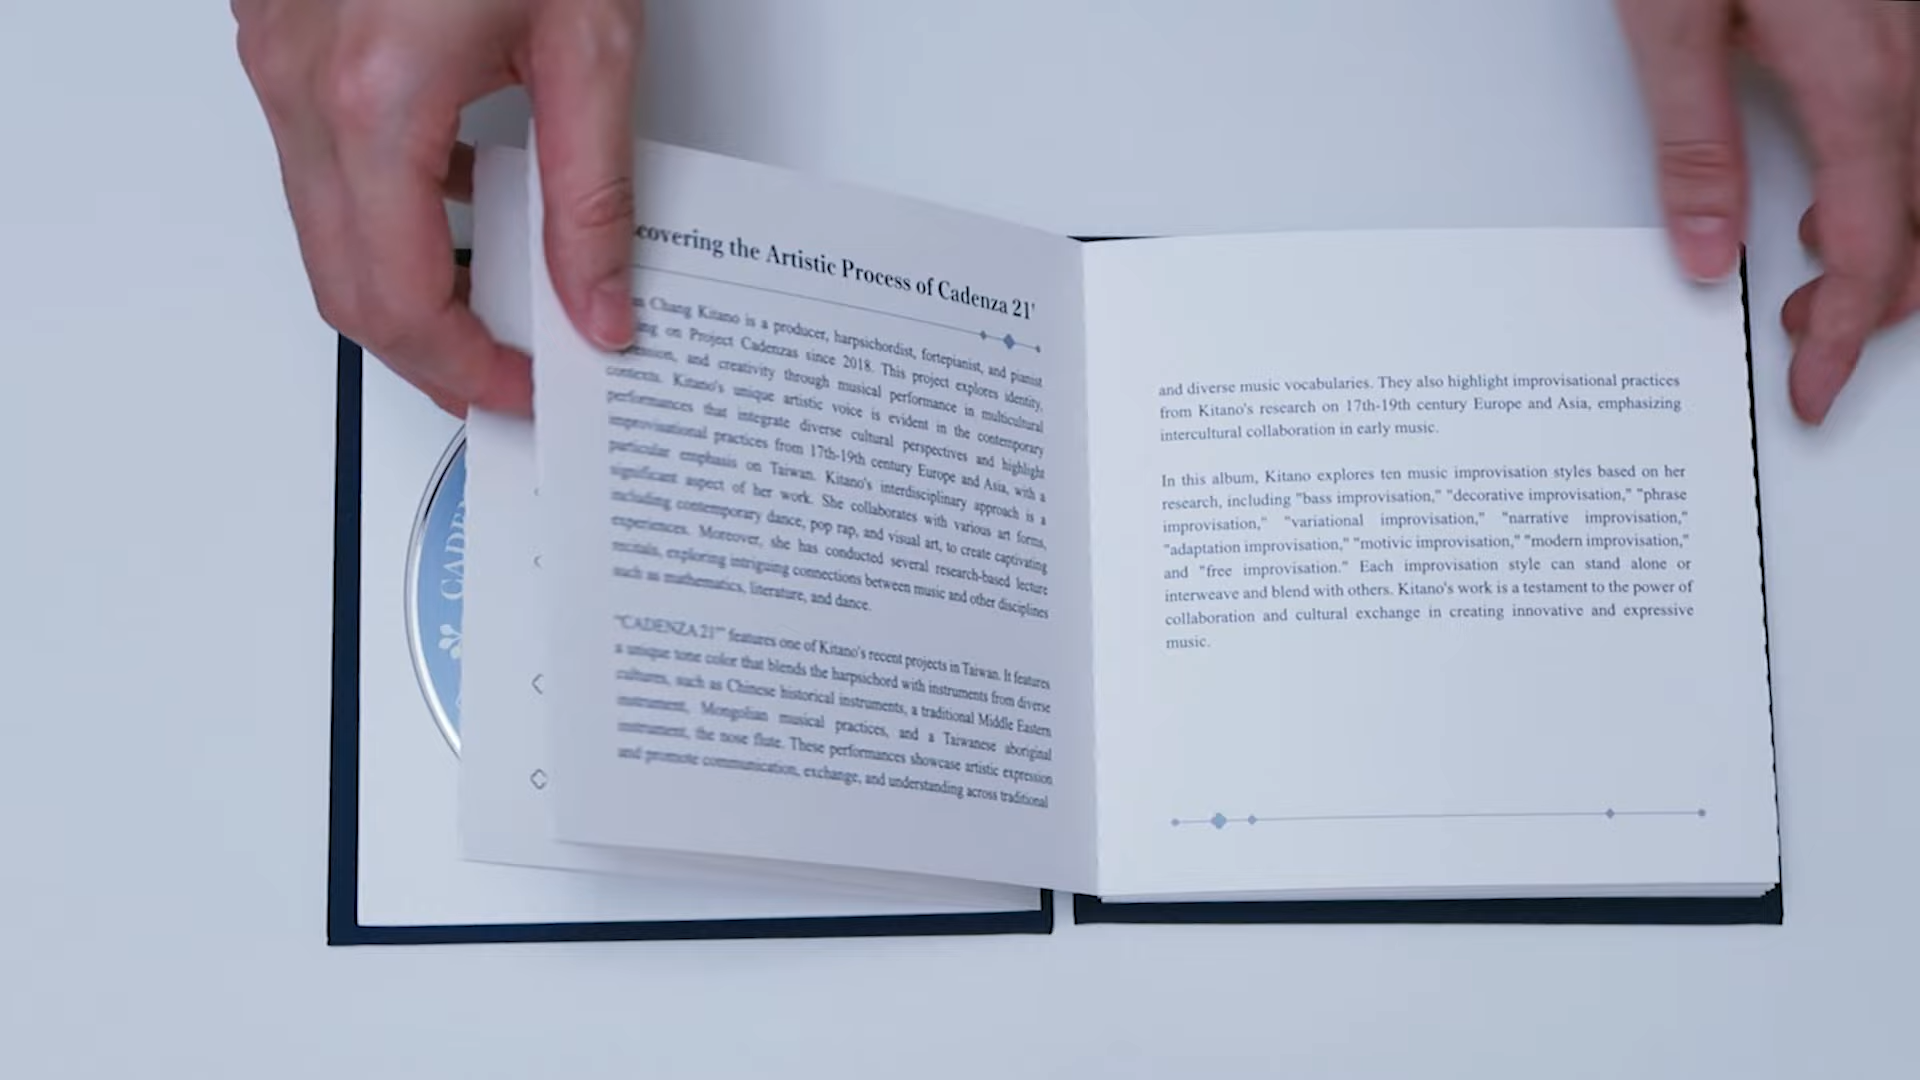 covering the Artistic Process of Cadenza 21'
Chang Kitano is a producer, harpsichordist, fortepianist, and pianist
on Project Cadenzas since 2018. This project explores identity,
and creativity through musical performance in multicultural
contexts. Kitano's unique artistic voice is evident in the contemporary
performances that integrate diverse cultural perspectives and highlight
improvisational practices from 17th-19th century Europe and Asia, with a
particular emphasis on Taiwan. Kitano's interdisciplinary approach is a
significant aspect of her work. She collaborates with various art forms,
including contemporary dance, pop rap, and visual art, to create captivating
experiences. Moreover, she has conducted several research-based lecture
recitals, exploring intriguing connections between music and other disciplines
such as mathematics, literature, and dance.
"CADENZA 21'" features one of Kitano's recent projects in Taiwan. It features
a unique tone color that blends the harpsichord with instruments from diverse
cultures, such as Chinese historical instruments, a traditional Middle Eastern
instrument, Mongolian musical practices, and a Taiwanese aboriginal
instrument, the nose flute. These performances showcase artistic expression
and promote communication, exchange, and understanding across traditional
and diverse music vocabularies. They also highlight improvisational practices
from Kitano's research on 17th-19th century Europe and Asia, emphasizing
intercultural collaboration in early music.
In this album, Kitano explores ten music improvisation styles based on her
research, including "bass improvisation," "decorative improvisation," "phrase
improvisation," "variational improvisation," "narrative improvisation,"
"adaptation improvisation," "motivic improvisation," "modern improvisation,"
and "free improvisation." Each improvisation style can stand alone or
interweave and blend with others. Kitano's work is a testament to the power of
collaboration and cultural exchange in creating innovative and expressive
music.
CADEN